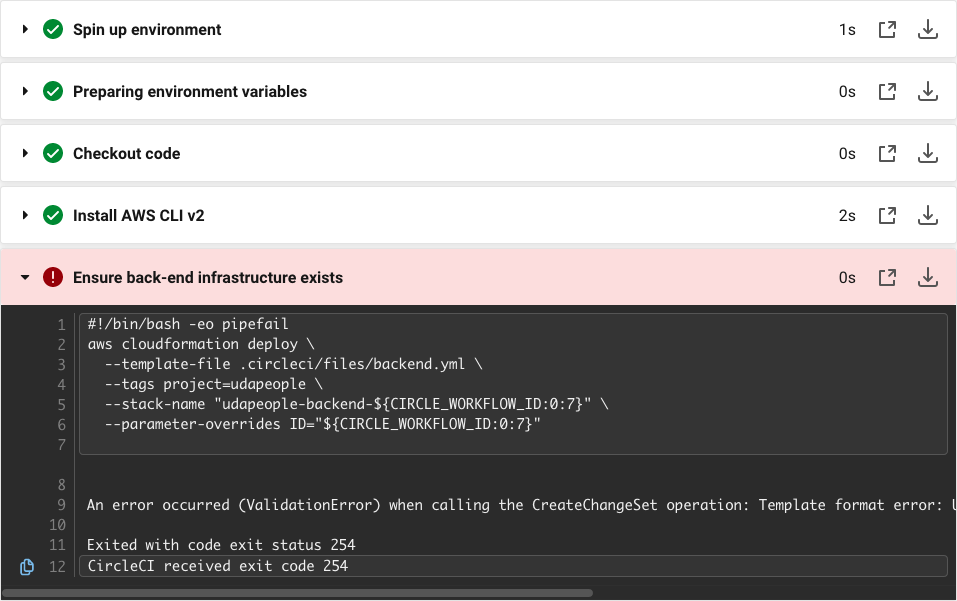 Spin up environment 1s
Preparing environment variables 0s
Checkout code 0s
Install AWS CLI v2 2s
Ensure back-end infrastructure exists 0s
1 #!/bin/bash -eo pipefail
2 aws cloudformation deploy \
3 --template-file .circleci/files/backend.yml \
4 --tags project=udapeople \
5 --stack-name "udapeople-backend-${CIRCLE_WORKFLOW_ID:0:7}" \
6 --parameter-overrides ID="${CIRCLE_WORKFLOW_ID:0:7}"
7
8
9 An error occurred (ValidationError) when calling the CreateChangeSet operation: Template format error:
10
11 Exited with code exit status 254
12 CircleCI received exit code 254